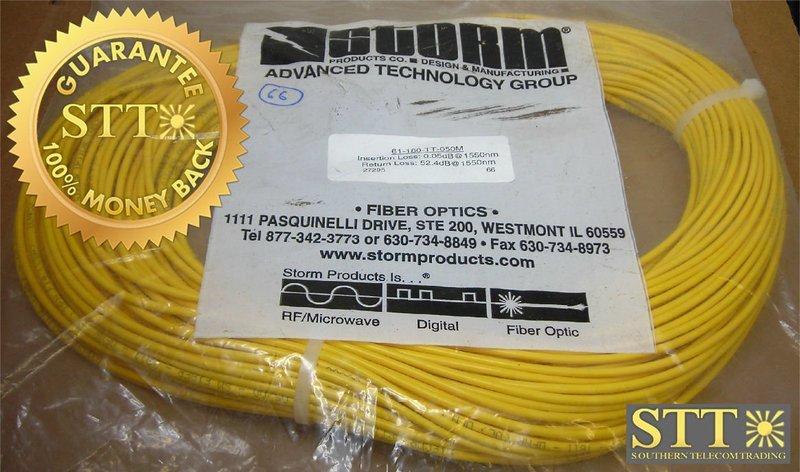 GUARANTEE
STT
100% MONEY BACK
STORM®
PRODUCTS CO. ■ DESIGN & MANUFACTURING
ADVANCED TECHNOLOGY GROUP
66
61-100-1T-050M
Insertion Loss: 0.06dB@1550nm
Return Loss: 52.4dB@1550nm
27295 66
• FIBER OPTICS •
1111 PASQUINELLI DRIVE, STE 200, WESTMONT IL 60559
Tel 877-342-3773 or 630-734-8849 • Fax 630-734-8973
www.stormproducts.com
Storm Products Is. . .®
RF/Microwave Digital Fiber Optic
STT
SOUTHERN TELECOM TRADING